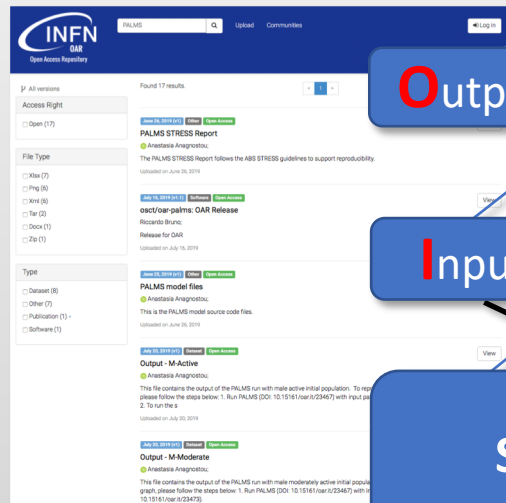 INFN
OAR
Open Access Repository
PALMS
Upload Communities
Log in
All versions
Access Right
Open (17)
File Type
Xlsx (7)
Png (6)
Xml (6)
Tar (2)
Docx (1)
Zip (1)
Type
Dataset (8)
Other (7)
Publication (1)
Software (1)
Found 17 results.
« 1 »
June 26, 2019 (v1) Other Open Access
PALMS STRESS Report
Anastasia Anagnostou;
The PALMS STRESS Report follows the ABS STRESS guidelines to support reproducibility.
Uploaded on June 26, 2019
July 16, 2019 (v1.1) Software Open Access
View
osct/oar-palms: OAR Release
Riccardo Bruno;
Release for OAR
Uploaded on July 16, 2019
June 25, 2019 (v1) Other Open Access
PALMS model files
Anastasia Anagnostou;
This is the PALMS model source code files.
Uploaded on June 26, 2019
July 20, 2019 (v1) Dataset Open Access
View
Output - M-Active
Anastasia Anagnostou;
This file contains the output of the PALMS run with male active initial population. To rep
please follow the steps below: 1. Run PALMS (DOI: 10.15161/oar.it/23467) with input pa
2. To run the s
Uploaded on July 20, 2019
July 20, 2019 (v1) Dataset Open Access
Output - M-Moderate
Anastasia Anagnostou;
This file contains the output of the PALMS run with male moderately active initial popula
graph, please follow the steps below: 1. Run PALMS (DOI: 10.15161/oar.it/23467) with in
10.15161/oar.it/23473).
Outp
Inpu
S